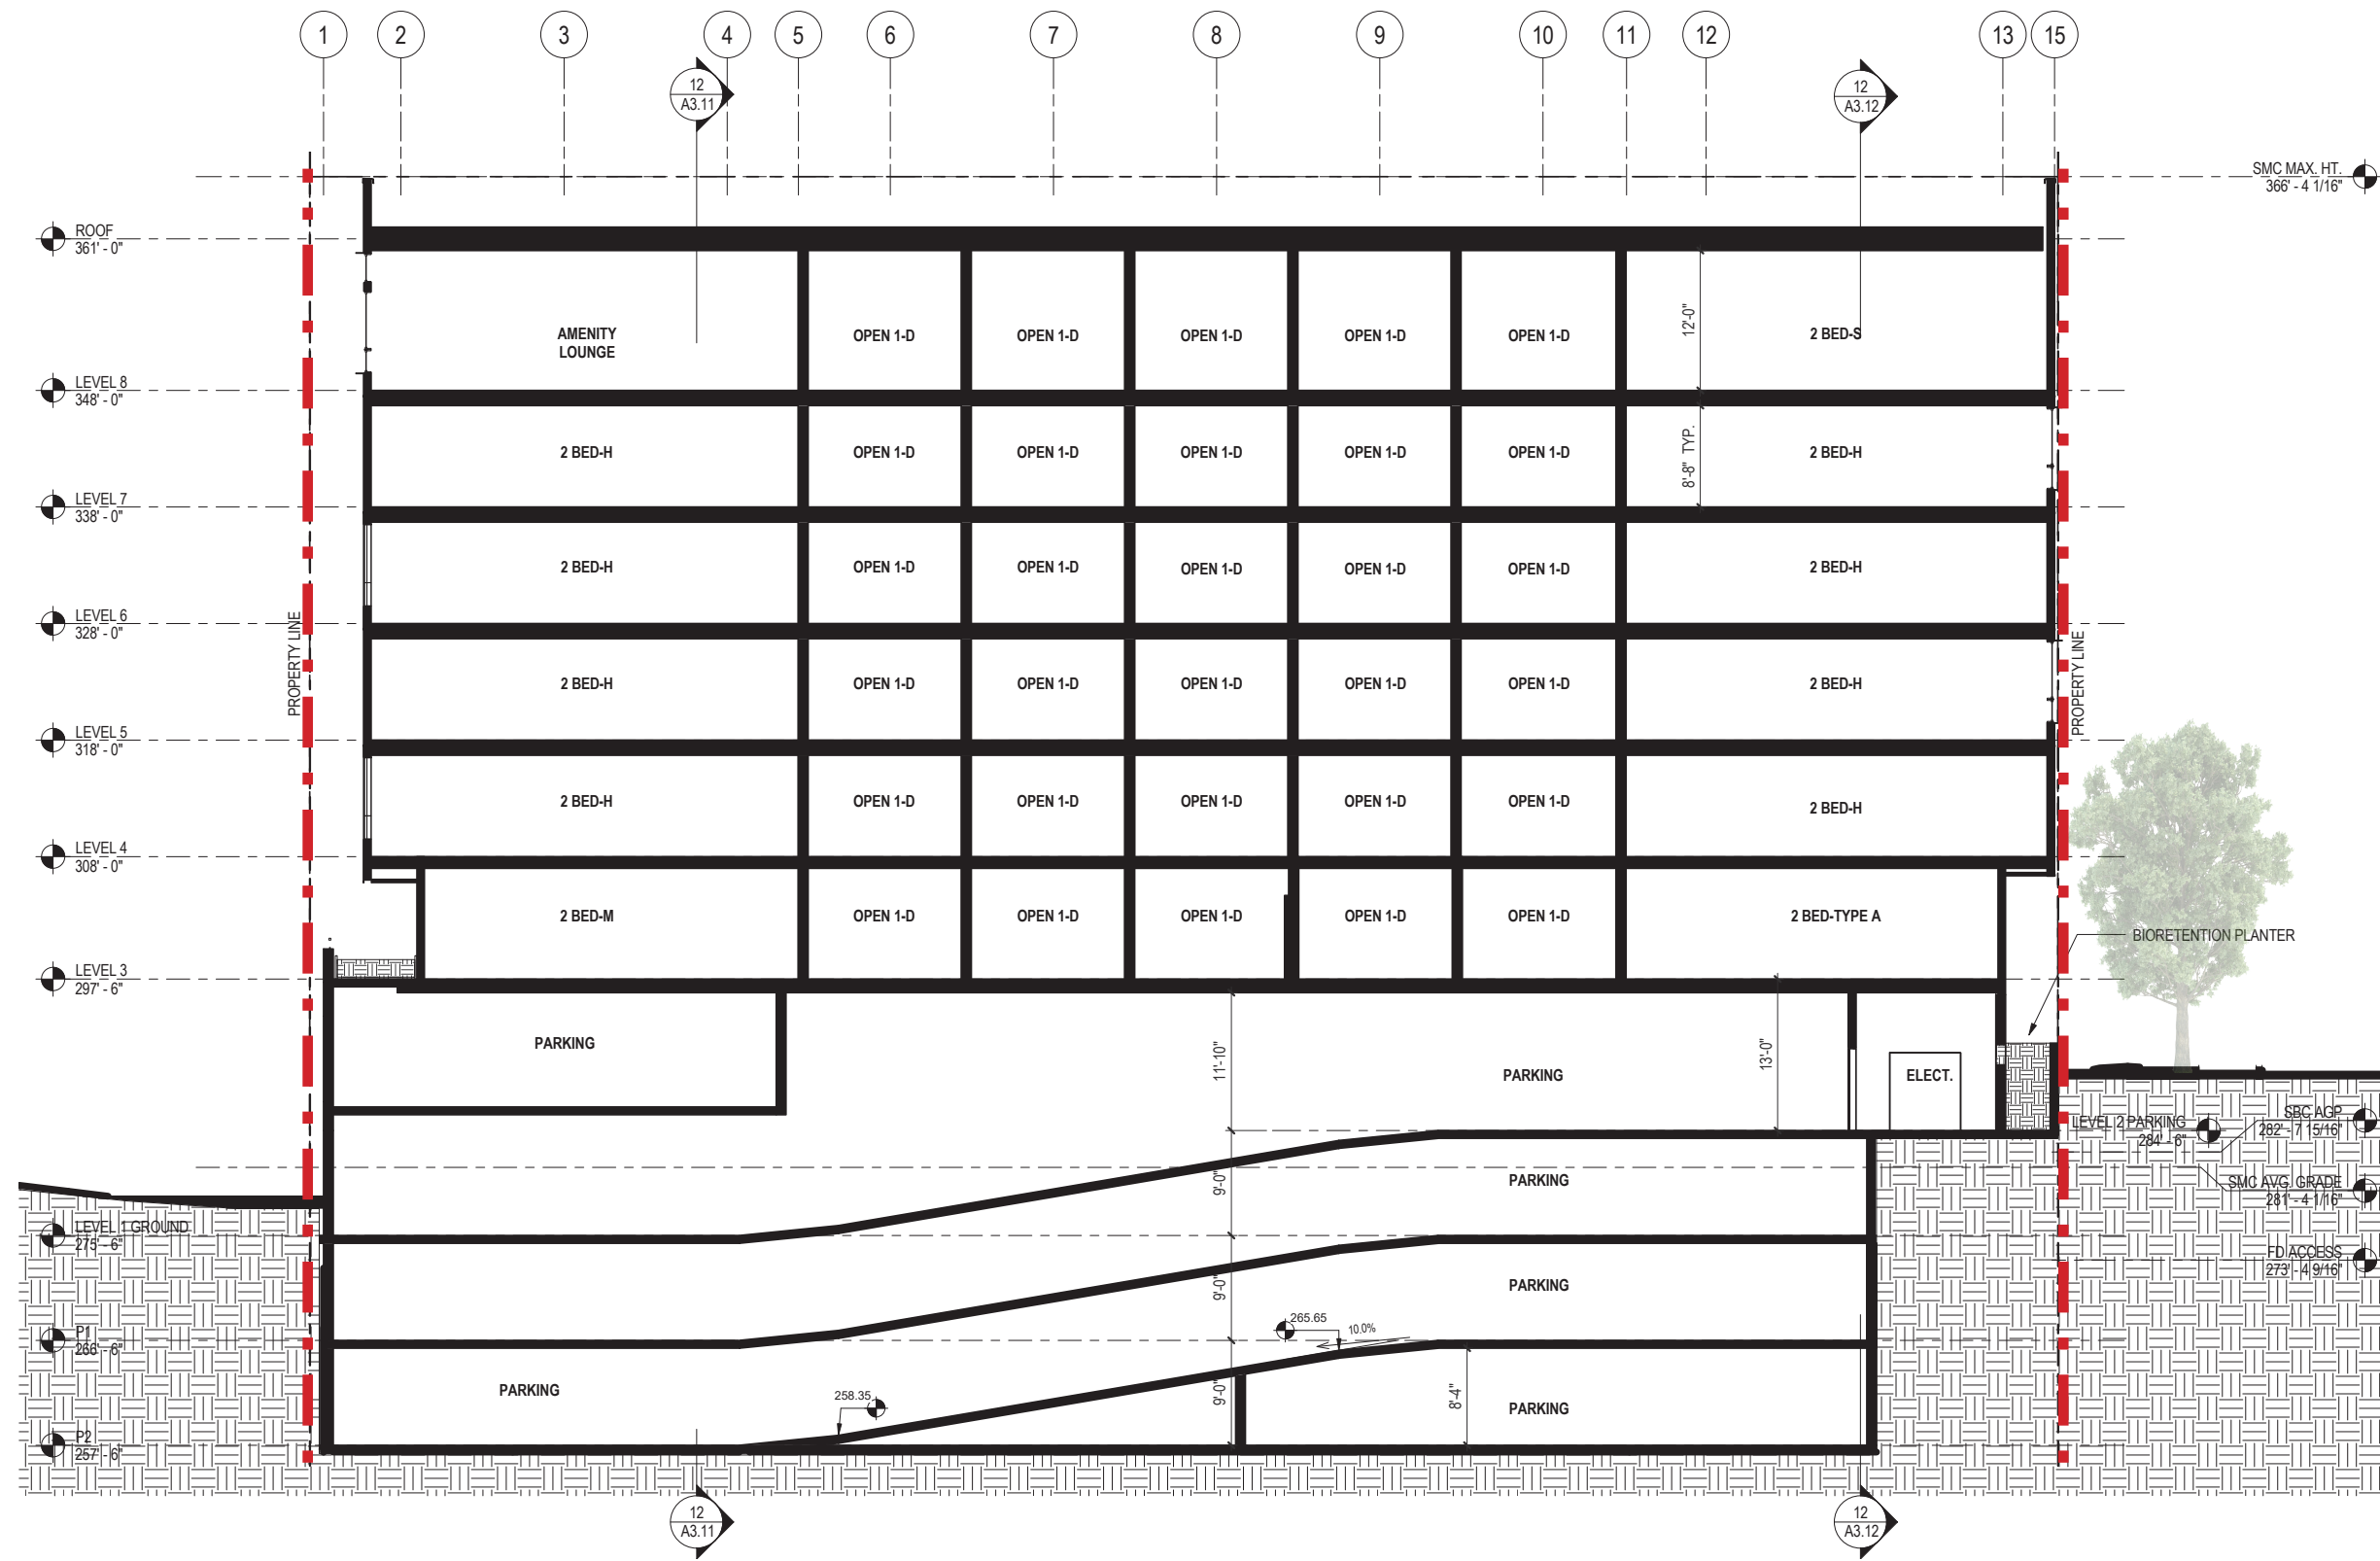 1 2 3 4 5 6 7 8 9 10 11 12 13 15
12
A3.11
12
A3.12
SMC MAX. HT.
366' - 4 1/16"
ROOF
361' - 0"
AMENITY
LOUNGE
OPEN 1-D OPEN 1-D OPEN 1-D OPEN 1-D OPEN 1-D
12'-0"
2 BED-S
LEVEL 8
348' - 0"
2 BED-H OPEN 1-D OPEN 1-D OPEN 1-D OPEN 1-D OPEN 1-D
8'-8" TYP.
2 BED-H
LEVEL 7
338' - 0"
2 BED-H OPEN 1-D OPEN 1-D OPEN 1-D OPEN 1-D OPEN 1-D 2 BED-H
LEVEL 6
328' - 0"
PROPERTY LINE
2 BED-H OPEN 1-D OPEN 1-D OPEN 1-D OPEN 1-D OPEN 1-D 2 BED-H
PROPERTY LINE
LEVEL 5
318' - 0"
2 BED-H OPEN 1-D OPEN 1-D OPEN 1-D OPEN 1-D OPEN 1-D 2 BED-H
LEVEL 4
308' - 0"
2 BED-M OPEN 1-D OPEN 1-D OPEN 1-D OPEN 1-D OPEN 1-D 2 BED-TYPE A
BIORETENTION PLANTER
LEVEL 3
297' - 6"
PARKING
11'-10"
PARKING
13'-0"
ELECT.
LEVEL 2 PARKING
284' - 6"
SBC AGP
282' - 7 15/16"
9'-0"
PARKING
SMC AVG. GRADE
281' - 4 1/16"
LEVEL 1 GROUND
275' - 6"
FD ACCESS
273' - 4 9/16"
9'-0"
PARKING
265.65
10.0%
P1
266' - 6"
PARKING
258.35
9'-0"
8'-4"
PARKING
P2
257' - 6"
12
A3.11
12
A3.12